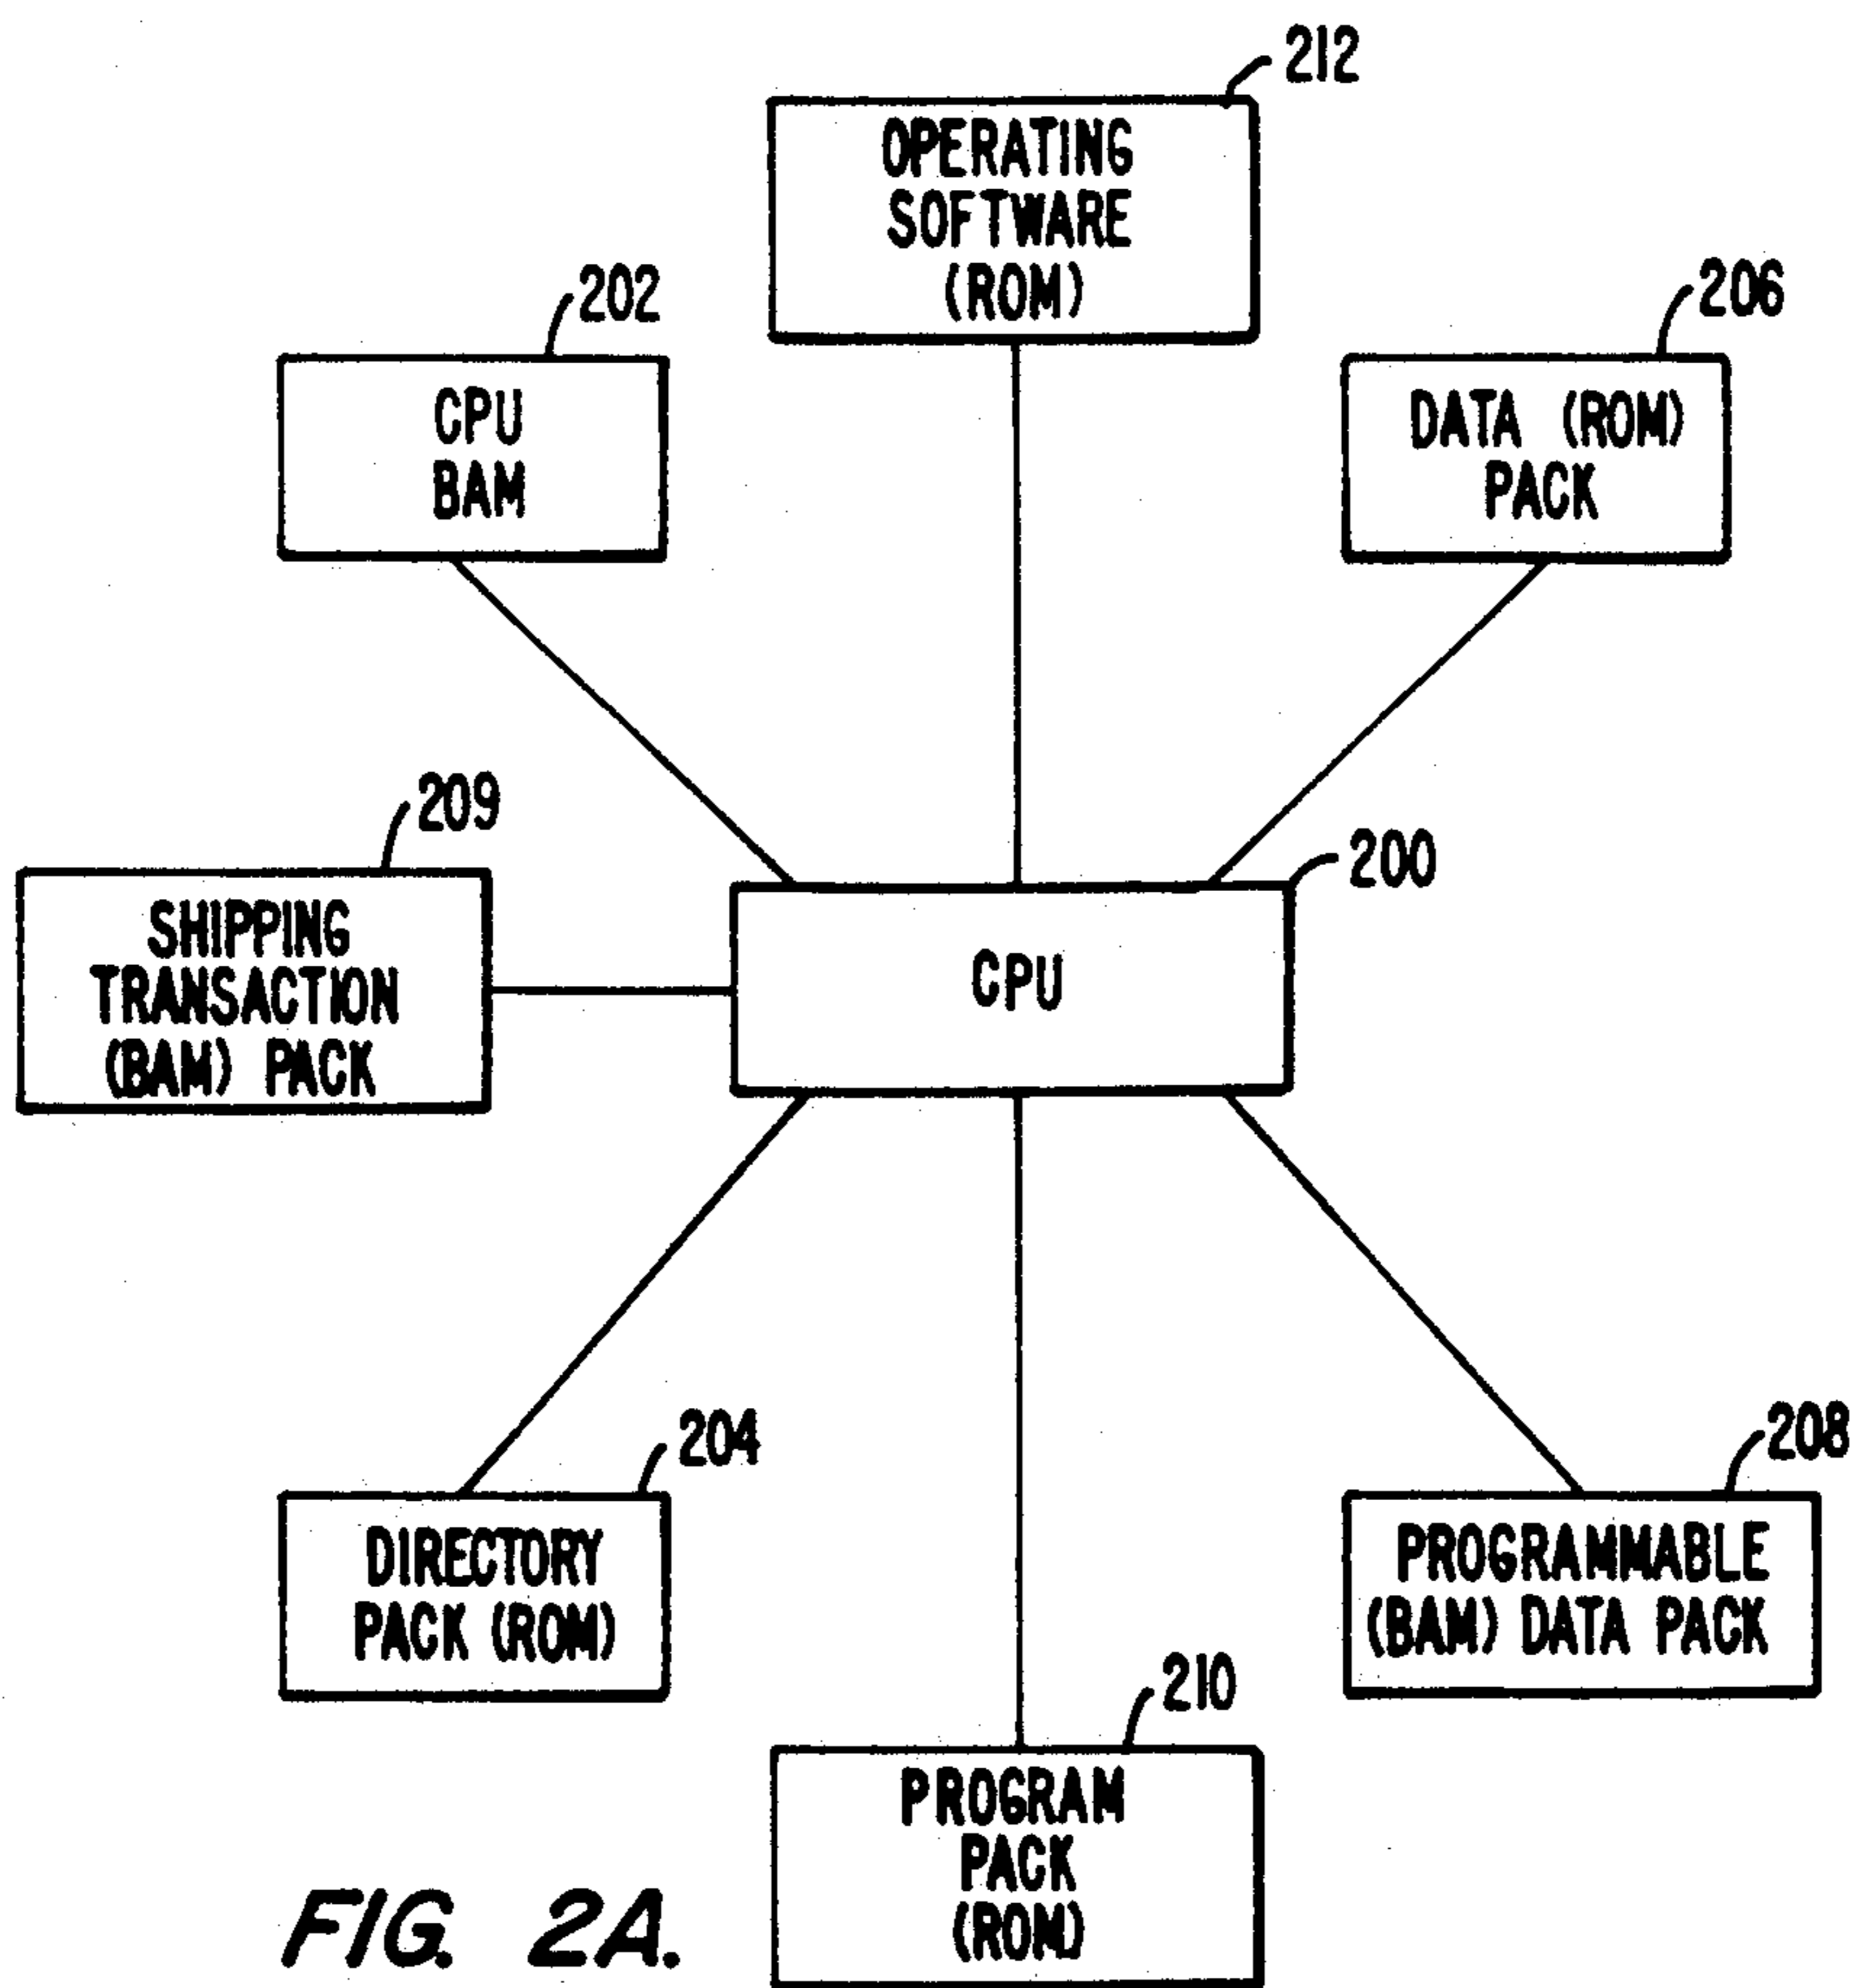 212
OPERATING
SOFTWARE
(ROM)
202
CPU
BAM
206
DATA (ROM)
PACK
209
SHIPPING
TRANSACTION
(BAM) PACK
200
CPU
204
DIRECTORY
PACK (ROM)
208
PROGRAMMABLE
(BAM) DATA PACK
210
PROGRAM
PACK
(ROM)
FIG. 2A.